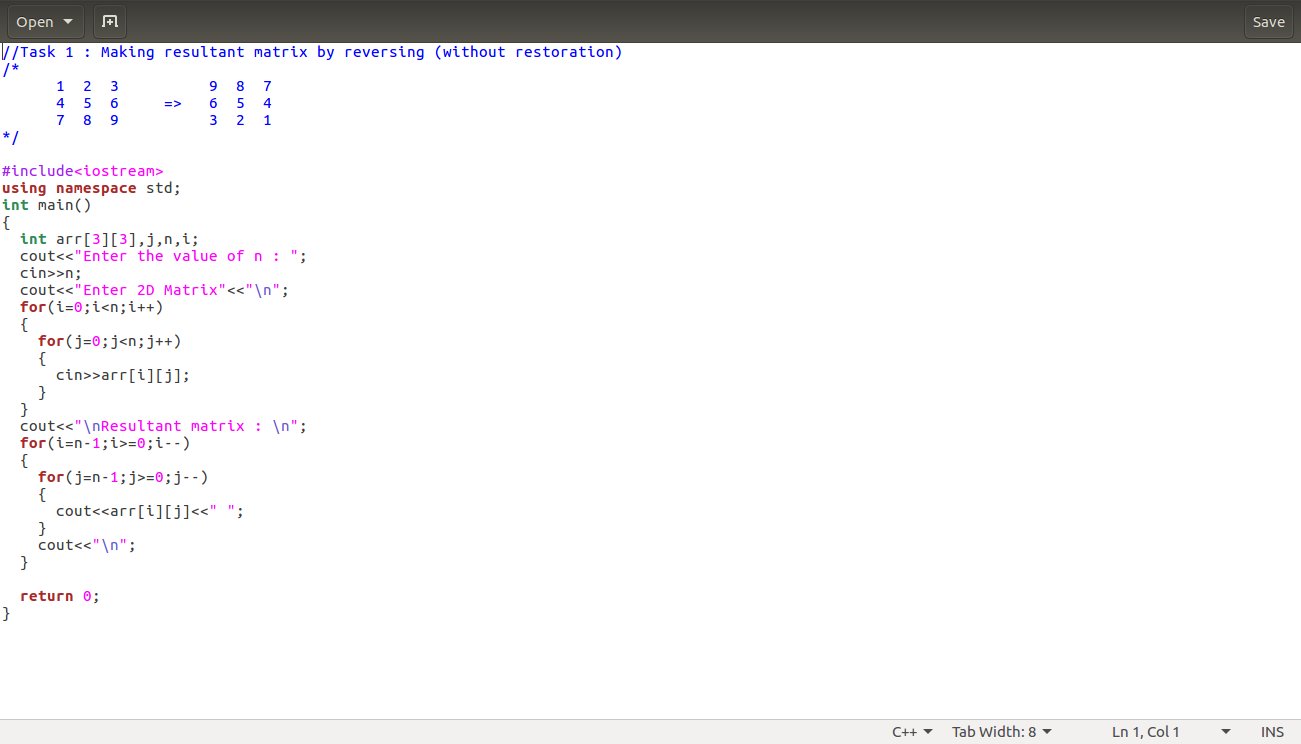 Open Save
//Task 1 : Making resultant matrix by reversing (without restoration)
/*
      1  2  3          9  8  7
      4  5  6     =>   6  5  4
      7  8  9          3  2  1
*/

#include<iostream>
using namespace std;
int main()
{
  int arr[3][3],j,n,i;
  cout<<"Enter the value of n : ";
  cin>>n;
  cout<<"Enter 2D Matrix"<<"\n";
  for(i=0;i<n;i++)
  {
    for(j=0;j<n;j++)
    {
      cin>>arr[i][j];
    }
  }
  cout<<"\nResultant matrix : \n";
  for(i=n-1;i>=0;i--)
  {
    for(j=n-1;j>=0;j--)
    {
      cout<<arr[i][j]<<" ";
    }
    cout<<"\n";
  }

  return 0;
}
C++ Tab Width: 8 Ln 1, Col 1 INS